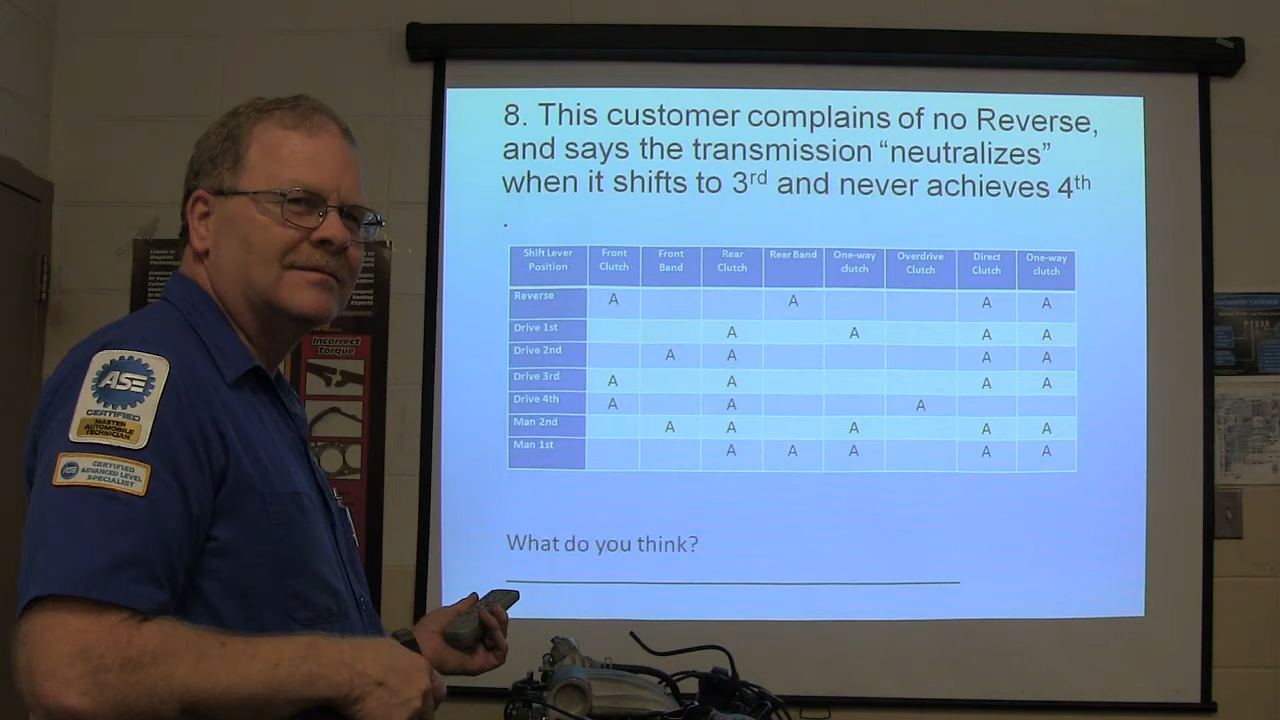 8. This customer complains of no Reverse,
and says the transmission “neutralizes”
when it shifts to 3rd and never achieves 4th
.
Shift Lever Position Front Clutch Front Band Rear Clutch Rear Band One-way clutch Overdrive Clutch Direct Clutch One-way clutch
Reverse A A A A
Drive 1st A A A A
Drive 2nd A A A A
Drive 3rd A A A A
Drive 4th A A A
Man 2nd A A A A A
Man 1st A A A A A
What do you think?
Incorrect
Torque
ASE
CERTIFIED
MASTER
AUTOMOBILE
TECHNICIAN
ASE
CERTIFIED
ADVANCED LEVEL
SPECIALIST